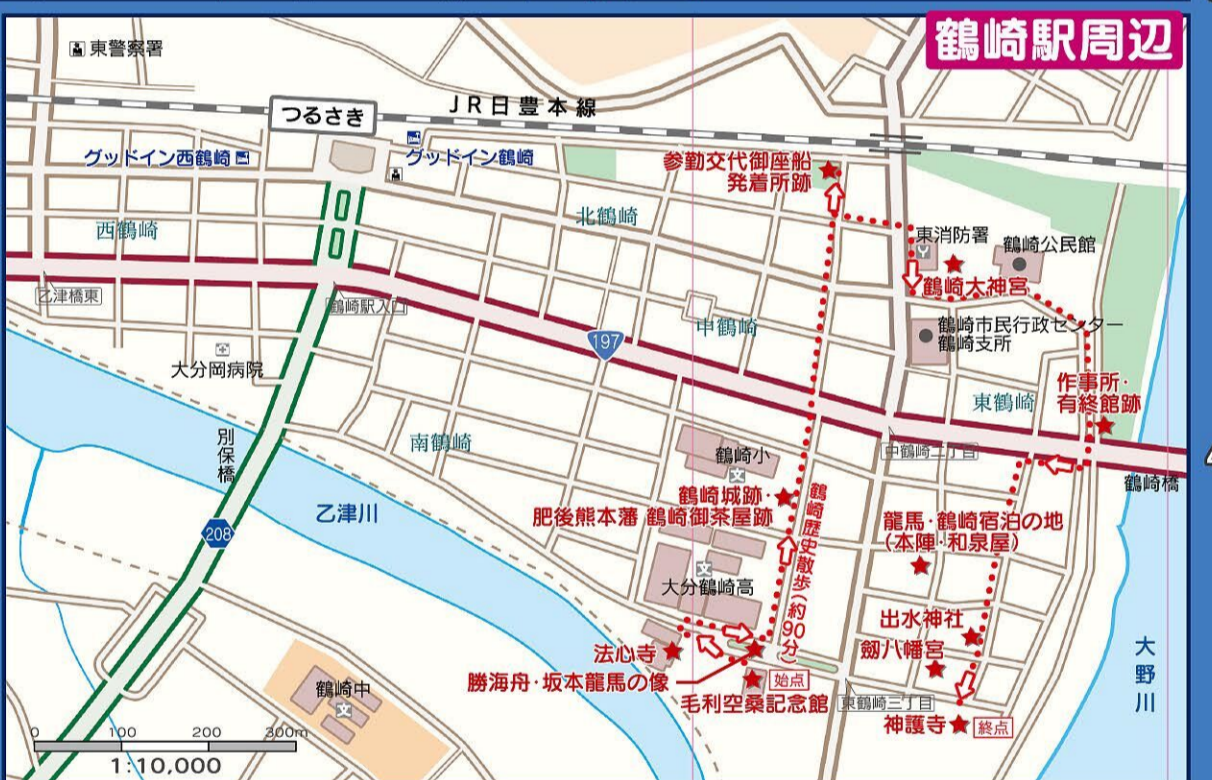 鶴崎駅周辺
東警察署
つるさき
JR日豊本線
グッドイン西鶴崎
グッドイン鶴崎
参勤交代御座船
発着所跡
西鶴崎
北鶴崎
東消防署
鶴崎公民館
鶴崎大神宮
乙津橋東
鶴崎駅入口
中鶴崎
197
鶴崎市民行政センター
鶴崎支所
大分岡病院
作事所・
有終館跡
東鶴崎
別保橋
南鶴崎
鶴崎小
中鶴崎二丁目
鶴崎橋
鶴崎城跡・
肥後熊本藩 鶴崎御茶屋跡
鶴崎歴史散歩(約90分)
龍馬・鶴崎宿泊の地
(本陣・和泉屋)
乙津川
208
大分鶴崎高
出水神社
劔八幡宮
法心寺
勝海舟・坂本龍馬の像
始点
毛利空桑記念館
東鶴崎三丁目
神護寺
終点
大野川
鶴崎中
0 100 200 300m
1:10,000